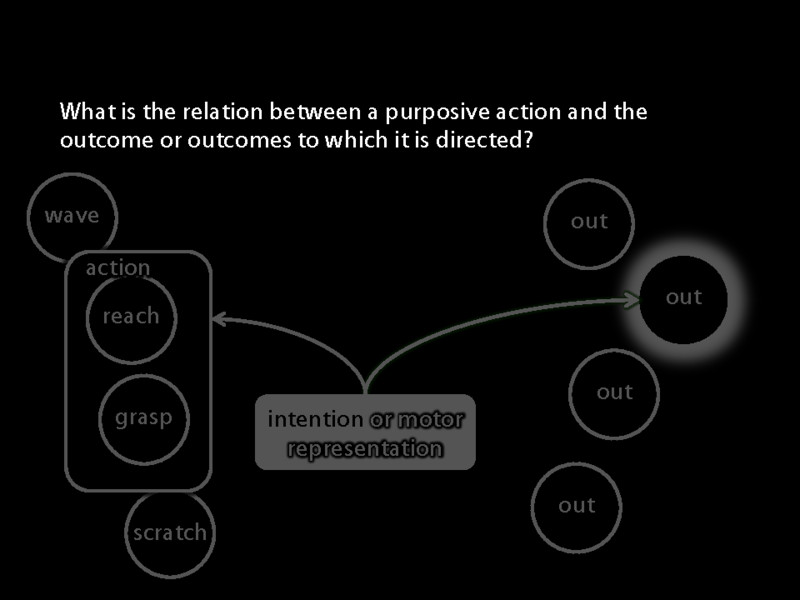 What is the relation between a purposive action and the
outcome or outcomes to which it is directed?
wave
action
reach
grasp
scratch
intention or motor
representation
out
out
out
out